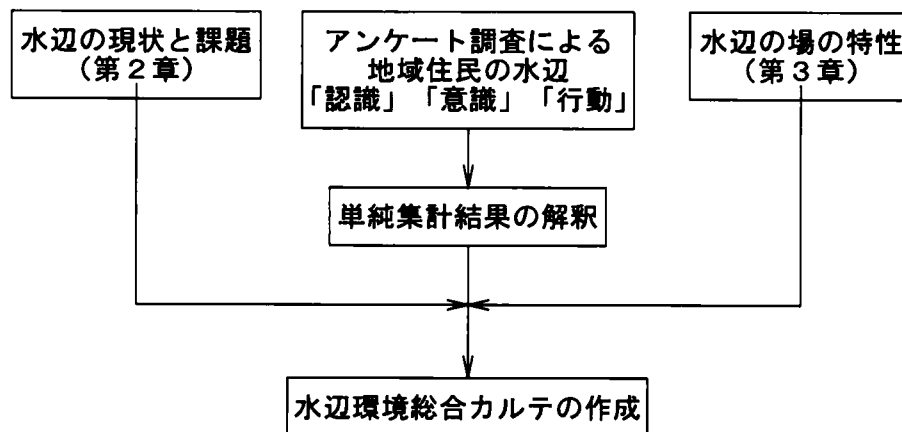 水辺の現状と課題
(第2章)
アンケート調査による
地域住民の水辺
「認識」「意識」「行動」
水辺の場の特性
(第3章)
単純集計結果の解釈
水辺環境総合カルテの作成